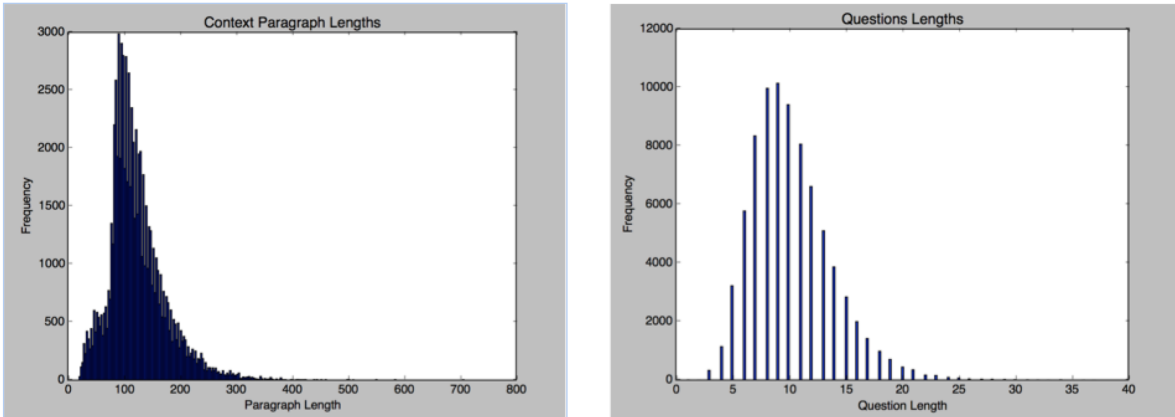 Context Paragraph Lengths
3000
2500
2000
1500
1000
500
0
Frequency
0 100 200 300 400 500 600 700 800
Paragraph Length
Questions Lengths
12000
10000
8000
6000
4000
2000
0
Frequency
0 5 10 15 20 25 30 35 40
Question Length